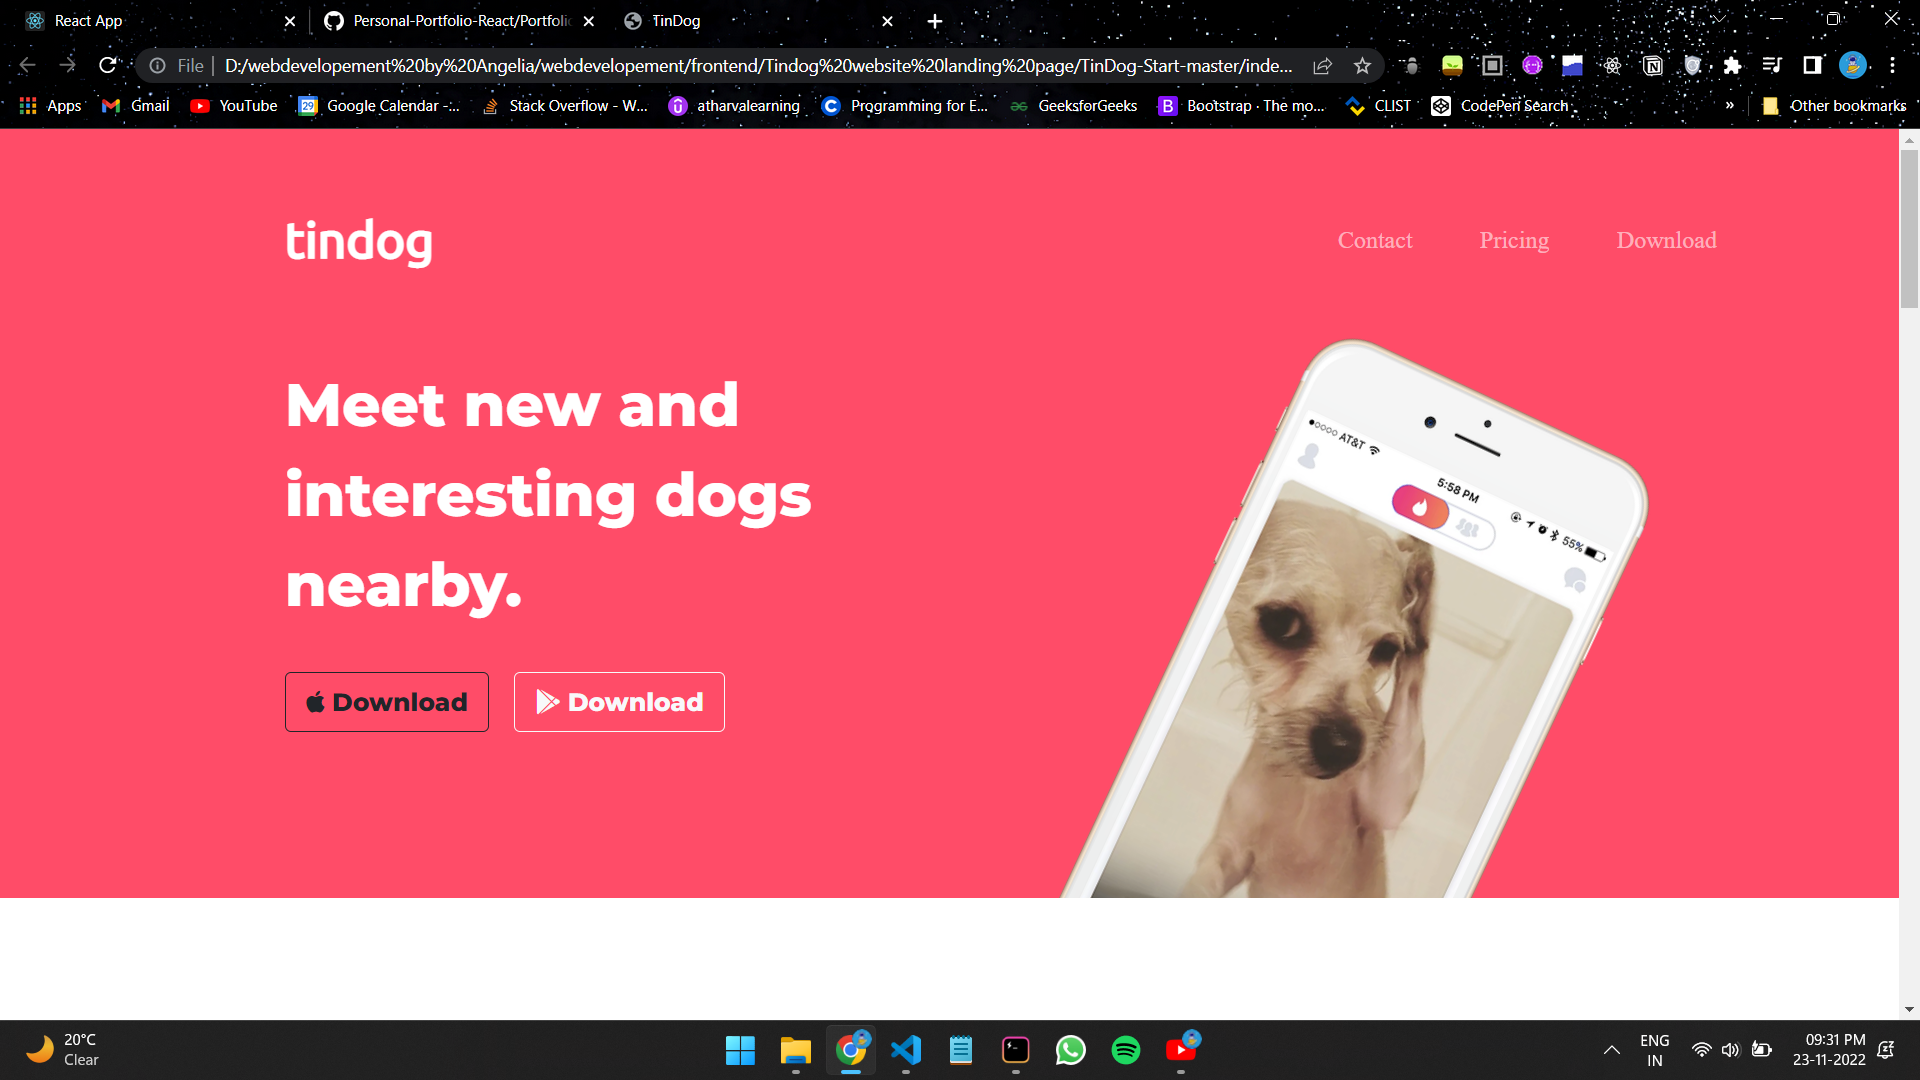 React App
Personal-Portfolio-React/Portfolio
TinDog
File
D:/webdevelopement%20by%20Angelia/webdevelopement/frontend/Tindog%20website%20landing%20page/TinDog-Start-master/inde...
Apps
Gmail
YouTube
Google Calendar -...
Stack Overflow - W...
atharvalearning
Programming for E...
GeeksforGeeks
Bootstrap · The mo...
CLIST
CodePen Search
»
Other bookmarks
tindog
Contact
Pricing
Download
Meet new and
interesting dogs
nearby.
Download
Download
AT&T
5:58 PM
55%
20°C
Clear
ENG
IN
09:31 PM
23-11-2022